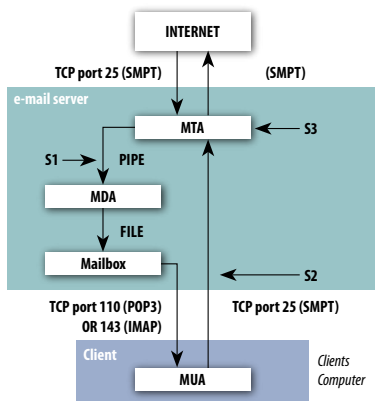 INTERNET
TCP port 25 (SMPT)
(SMPT)
e-mail server
MTA
S3
S1
PIPE
MDA
FILE
Mailbox
S2
TCP port 110 (POP3)
OR 143 (IMAP)
TCP port 25 (SMPT)
Client
MUA
Clients
Computer